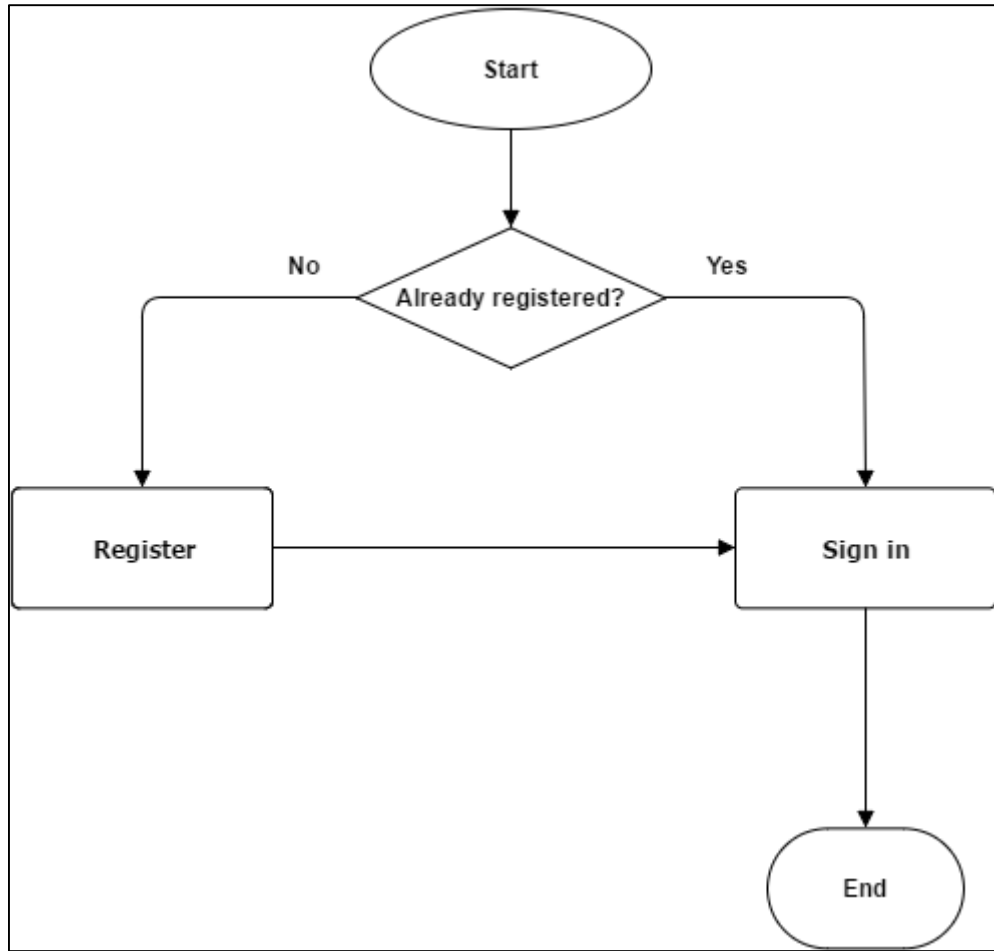 Start
No
Yes
Already registered?
Register
Sign in
End